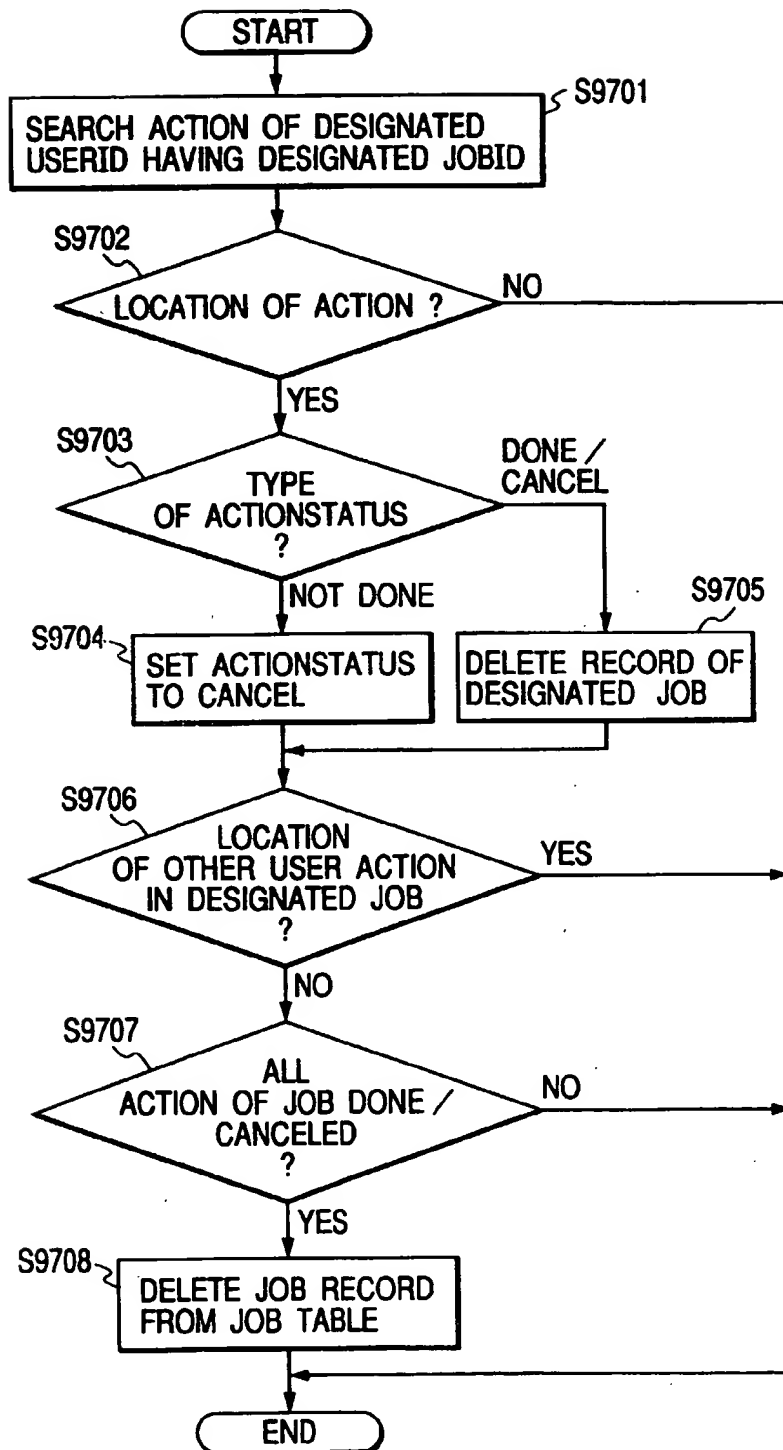 START
S9701
SEARCH ACTION OF DESIGNATED
USERID HAVING DESIGNATED JOBID
S9702
LOCATION OF ACTION ?
NO
YES
S9703
TYPE
OF ACTIONSTATUS
?
DONE /
CANCEL
NOT DONE
S9704
SET ACTIONSTATUS
TO CANCEL
S9705
DELETE RECORD OF
DESIGNATED JOB
S9706
LOCATION
OF OTHER USER ACTION
IN DESIGNATED JOB
?
YES
NO
S9707
ALL
ACTION OF JOB DONE /
CANCELED
?
NO
YES
S9708
DELETE JOB RECORD
FROM JOB TABLE
END